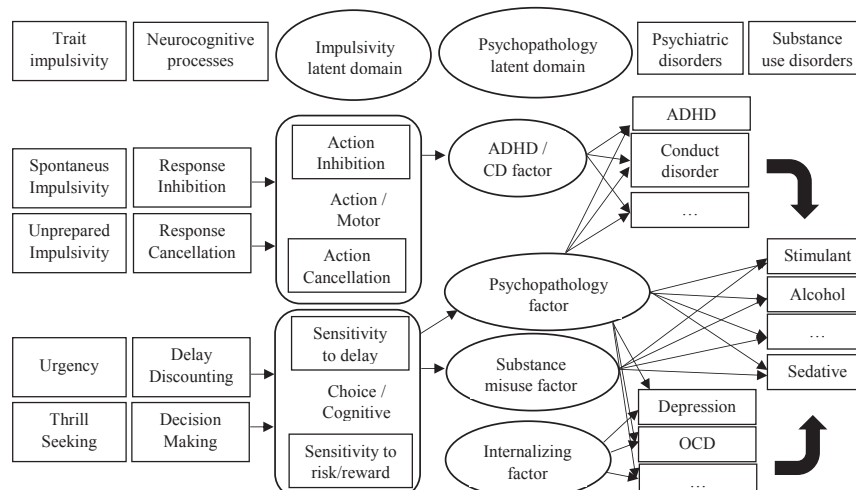 Trait
impulsivity
Neurocognitive
processes
Impulsivity
latent domain
Psychopathology
latent domain
Psychiatric
disorders
Substance
use disorders
Spontaneus
Impulsivity
Response
Inhibition
Unprepared
Impulsivity
Response
Cancellation
Action
Inhibition
Action /
Motor
Action
Cancellation
ADHD /
CD factor
ADHD
Conduct
disorder
...
Psychopathology
factor
Stimulant
Alcohol
...
Sedative
Urgency
Delay
Discounting
Thrill
Seeking
Decision
Making
Sensitivity
to delay
Choice /
Cognitive
Sensitivity to
risk/reward
Substance
misuse factor
Internalizing
factor
Depression
OCD
...